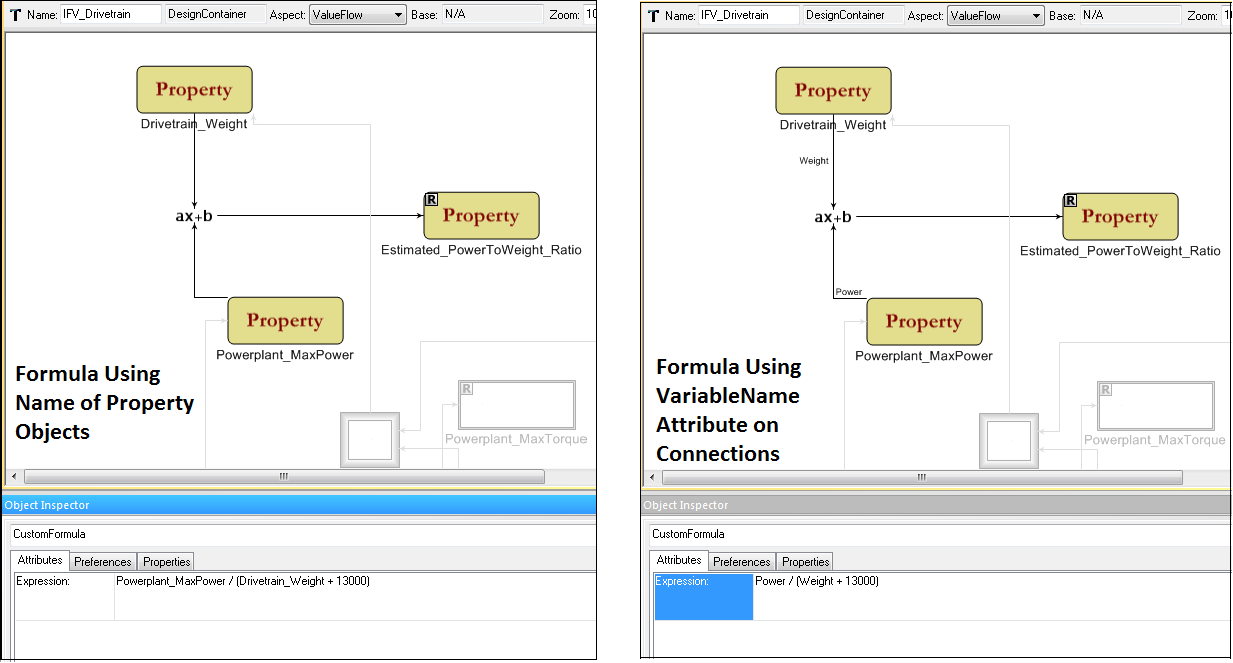 Name: IFV_Drivetrain DesignContainer Aspect: ValueFlow Base: N/A Zoom: 10
Property
Drivetrain_Weight
ax+b
R
Property
Estimated_PowerToWeight_Ratio
Property
Powerplant_MaxPower
Formula Using
Name of Property
Objects
R
Powerplant_MaxTorque
Object Inspector
CustomFormula
Attributes Preferences Properties
Expression: Powerplant_MaxPower / (Drivetrain_Weight + 13000)
Name: IFV_Drivetrain DesignContainer Aspect: ValueFlow Base: N/A Zoom:
Property
Drivetrain_Weight
Weight
ax+b
R
Property
Estimated_PowerToWeight_Ratio
Power
Property
Powerplant_MaxPower
Formula Using
VariableName
Attribute on
Connections
R
Powerplant_MaxTorque
Object Inspector
CustomFormula
Attributes Preferences Properties
Expression: Power / (Weight + 13000)